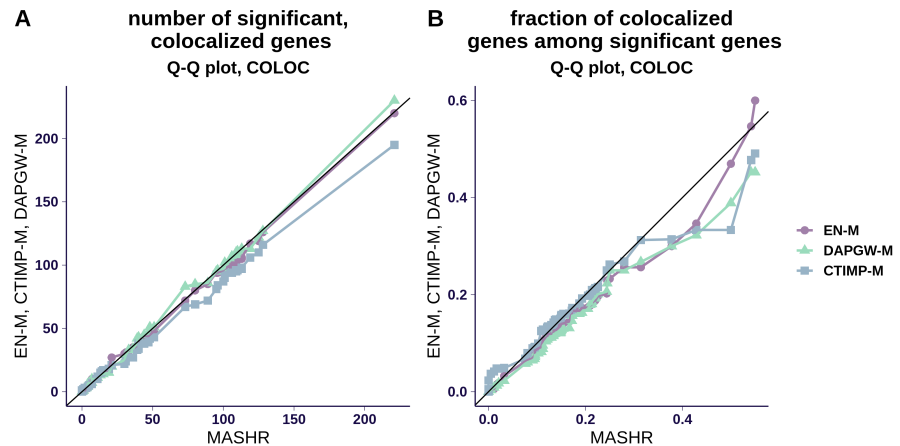 A
number of significant,
colocalized genes
Q-Q plot, COLOC
EN-M, CTIMP-M, DAPGW-M
200
150
100
50
0
0 50 100 150 200
MASHR
B
fraction of colocalized
genes among significant genes
Q-Q plot, COLOC
EN-M, CTIMP-M, DAPGW-M
0.6
0.4
0.2
0.0
0.0 0.2 0.4
MASHR
EN-M
DAPGW-M
CTIMP-M